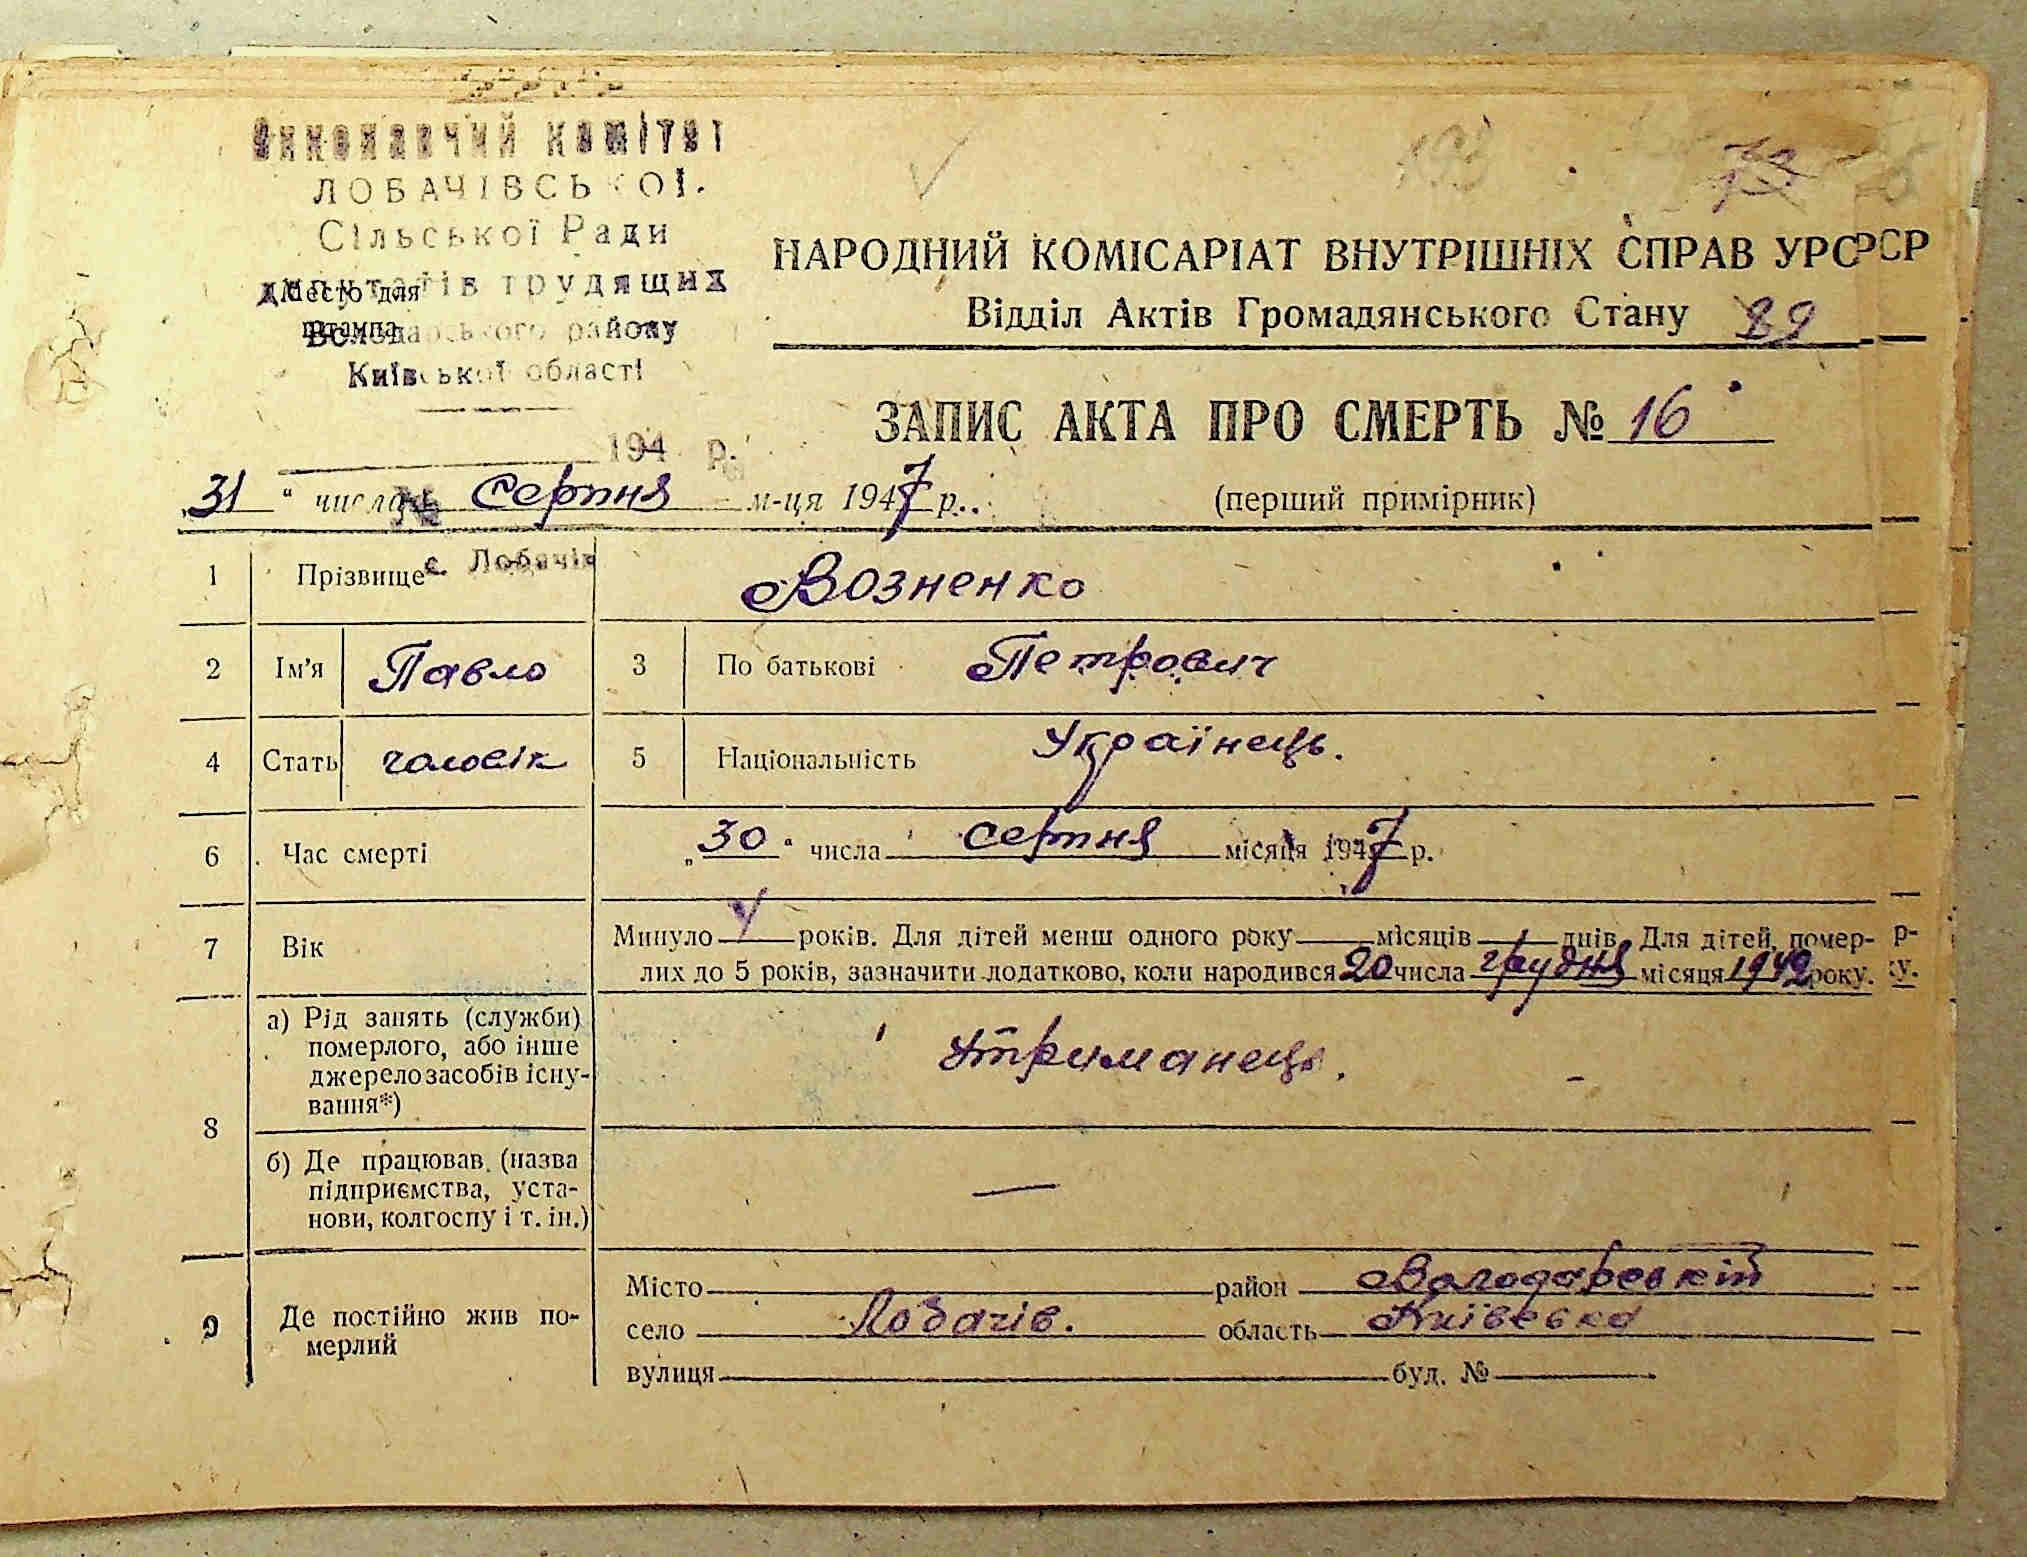 Виконавчий комітет
ЛОБАЧІВСЬКОЇ
Сільської Ради
депутатів трудящих
Место для
штампа
Володарського району
Київської області
194 р.
№
с. Лобачів
193
НАРОДНИЙ КОМІСАРІАТ ВНУТРІШНІХ СПРАВ УРСР
РСР
Відділ Актів Громадянського Стану 89
ЗАПИС АКТА ПРО СМЕРТЬ № 16
„31“ числа Серпня м-ця 1947 р.
(перший примірник)
1 Прізвище Возненко
2 Ім'я Павло 3 По батькові Петрович
4 Стать чоловік 5 Національність Українець.
6 Час смерті „30“ числа серпня місяця 1947 р.
7 Вік Минуло 4 років. Для дітей менш одного року місяців днів. Для дітей, помер-
лих до 5 років, зазначити додатково, коли народився 20 числа грудня місяця 1942 року.
р-
у.
8 а) Рід занять (служби)
померлого, або інше
джерело засобів існу-
вання*)
Утриманець.
б) Де працював (назва
підприємства, уста-
нови, колгоспу і т. ін.)
—
9 Де постійно жив по-
мерлий
Місто район Володарський
село Лобачів. область Київська
вулиця буд. №